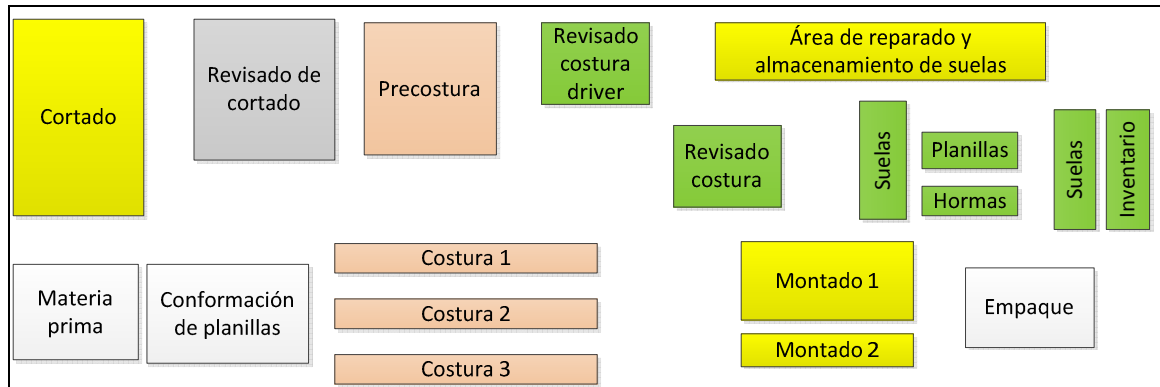 Cortado
Revisado de
cortado
Precostura
Revisado
costura
driver
Área de reparado y
almacenamiento de suelas
Revisado
costura
Suelas
Planillas
Hormas
Suelas
Inventario
Materia
prima
Conformación
de planillas
Costura 1
Costura 2
Costura 3
Montado 1
Montado 2
Empaque